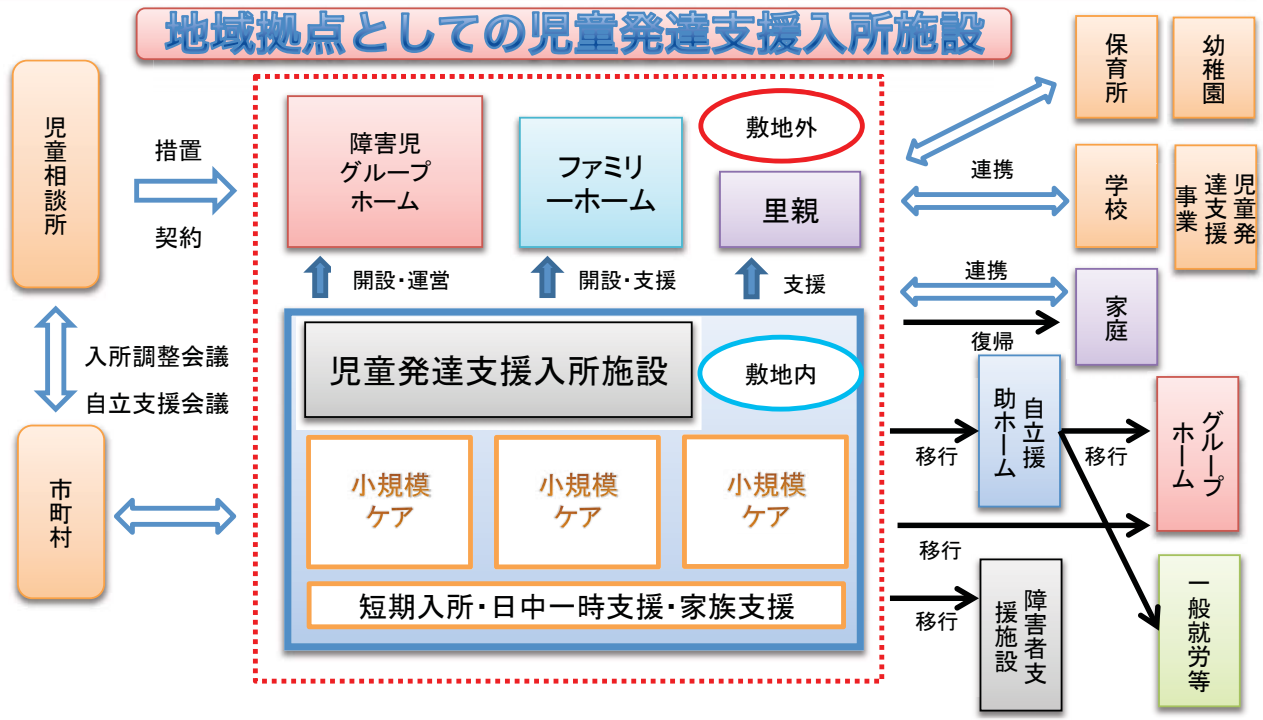 地域拠点としての児童発達支援入所施設
児童相談所
措置
契約
入所調整会議
自立支援会議
市町村
障害児
グループ
ホーム
ファミリ
ーホーム
敷地外
里親
開設・運営
開設・支援
支援
児童発達支援入所施設
敷地内
小規模
ケア
小規模
ケア
小規模
ケア
短期入所・日中一時支援・家族支援
保育所
幼稚園
連携
学校
児童発
達支援
事業
連携
家庭
復帰
移行
自立援
助ホーム
移行
グループ
ホーム
移行
移行
障害者支
援施設
一般就労等